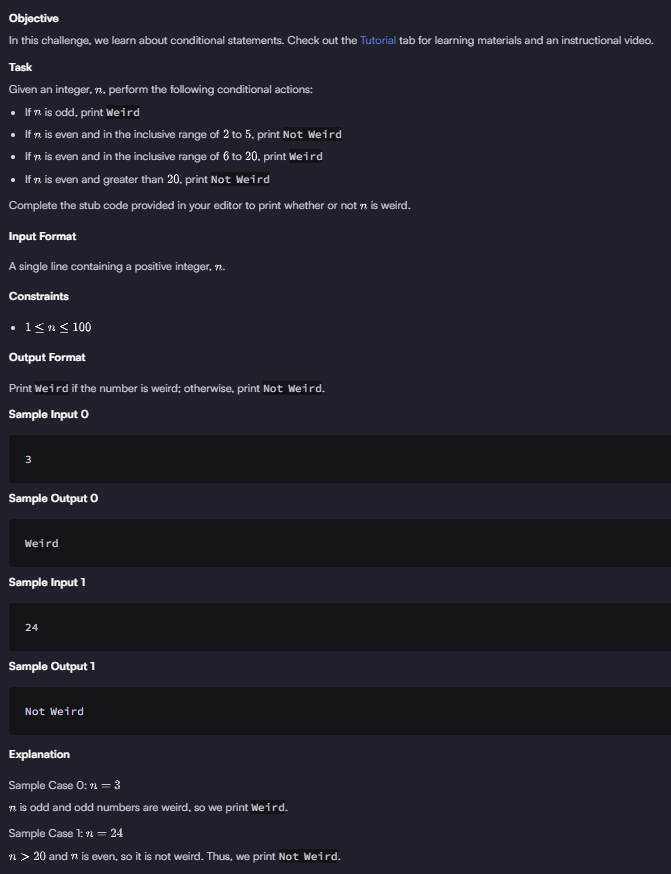 Objective
In this challenge, we learn about conditional statements. Check out the Tutorial tab for learning materials and an instructional video.
Task
Given an integer, n, perform the following conditional actions:
• If n is odd, print Weird
• If n is even and in the inclusive range of 2 to 5, print Not Weird
• If n is even and in the inclusive range of 6 to 20, print Weird
• If n is even and greater than 20, print Not Weird
Complete the stub code provided in your editor to print whether or not n is weird.
Input Format
A single line containing a positive integer, n.
Constraints
• 1 ≤ n ≤ 100
Output Format
Print Weird if the number is weird; otherwise, print Not Weird.
Sample Input 0
3
Sample Output 0
Weird
Sample Input 1
24
Sample Output 1
Not Weird
Explanation
Sample Case 0: n = 3
n is odd and odd numbers are weird, so we print Weird.
Sample Case 1: n = 24
n > 20 and n is even, so it is not weird. Thus, we print Not Weird.